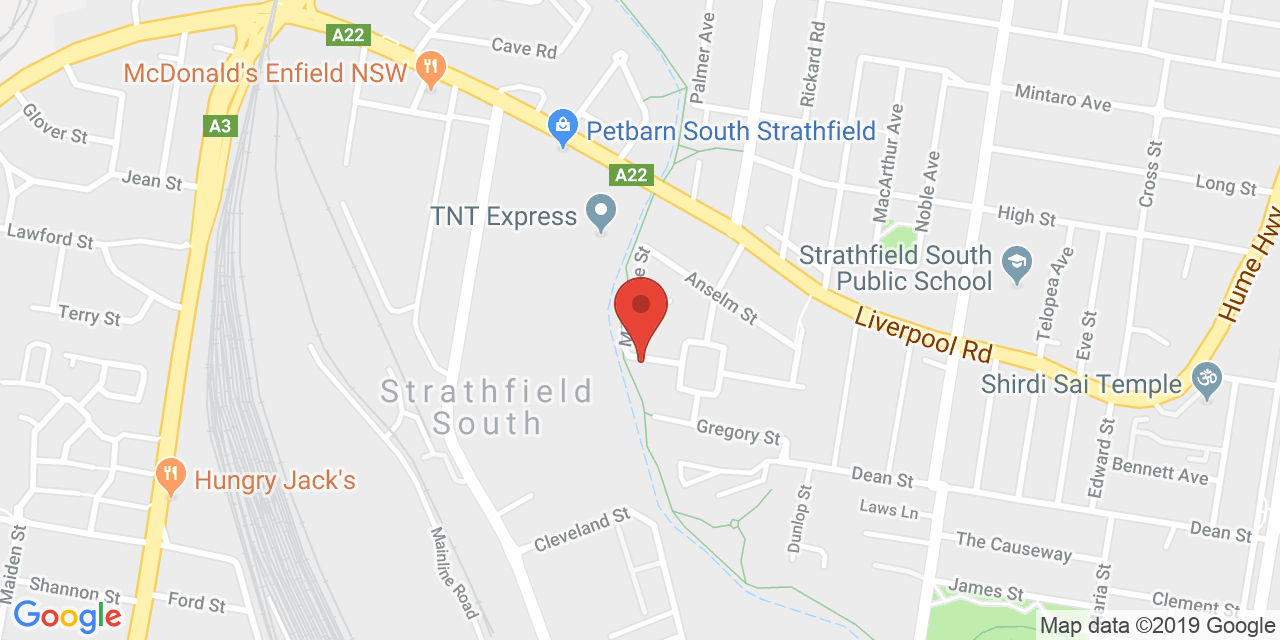 A22
Cave Rd
McDonald's Enfield NSW
Palmer Ave
Rickard Rd
Mintaro Ave
Glover St
A3
Petbarn South Strathfield
MacArthur Ave
Noble Ave
Cross St
Jean St
A22
Long St
TNT Express
High St
Lawford St
Strathfield South
Public School
Telopea Ave
Hume Hwy
Anselm St
Terry St
Liverpool Rd
Eve St
Strathfield
South
Shirdi Sai Temple
Gregory St
Edward St
Bennett Ave
Hungry Jack's
Dean St
Laws Ln
Dunlop St
Dean St
Cleveland St
The Causeway
Maiden St
Mainline Road
Shannon St
Ford St
James St
Clement St
Google
Map data ©2019 Google